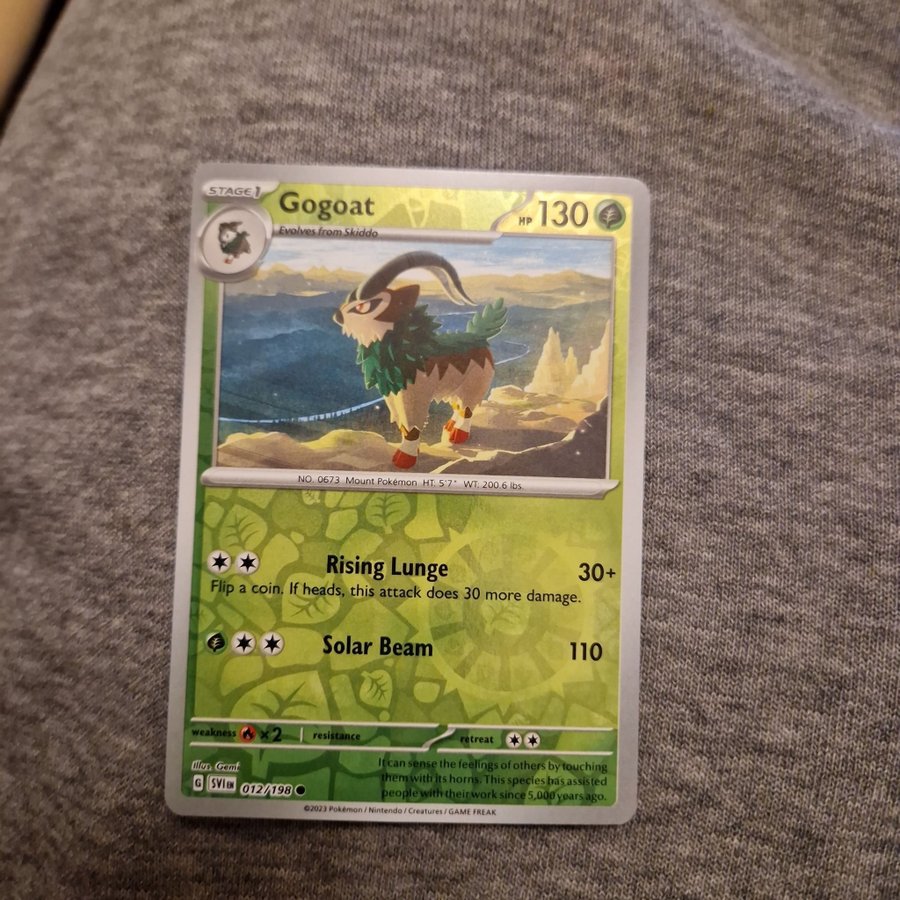 STAGE 1
Gogoat
HP 130
Evolves from Skiddo
NO. 0673 Mount Pokémon HT: 5'7" WT: 200.6 lbs.
Rising Lunge 30+
Flip a coin. If heads, this attack does 30 more damage.
Solar Beam 110
weakness ×2 resistance retreat
Illus. Gemi
It can sense the feelings of others by touching
them with its horns. This species has assisted
people with their work since 5,000 years ago.
G SVI EN 012/198
©2023 Pokémon / Nintendo / Creatures / GAME FREAK